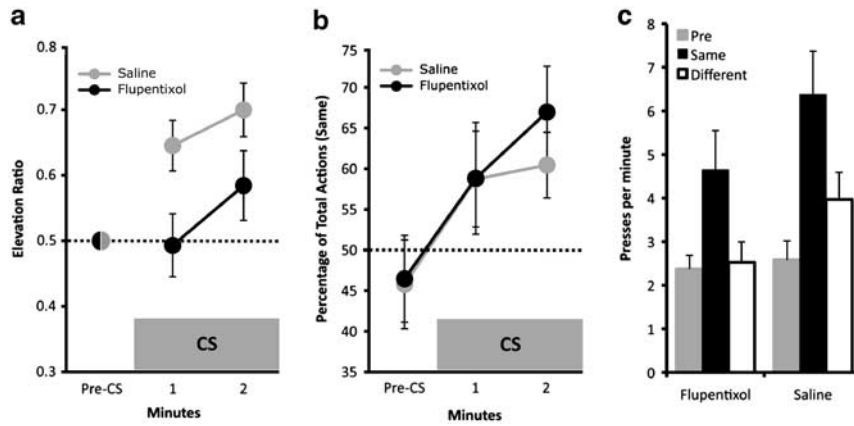 a
Elevation Ratio
0.8
0.7
0.6
0.5
0.4
0.3
Saline
Flupentixol
CS
Pre-CS 1 2
Minutes
b
Percentage of Total Actions (Same)
75
70
65
60
55
50
45
40
35
Saline
Flupentixol
CS
Pre-CS 1 2
Minutes
c
Presses per minute
8
7
6
5
4
3
2
2
1
0
Pre
Same
Different
Flupentixol Saline